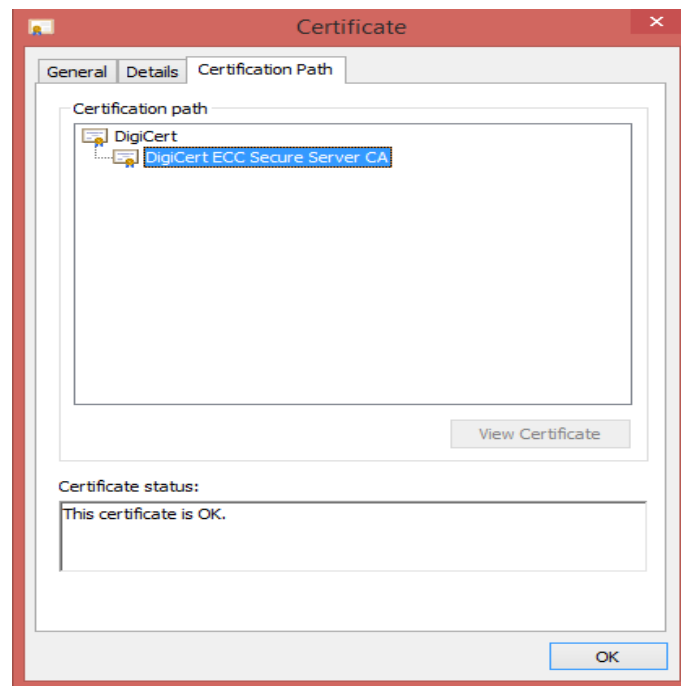 Certificate
General Details Certification Path
Certification path
DigiCert
DigiCert ECC Secure Server CA
View Certificate
Certificate status:
This certificate is OK.
OK